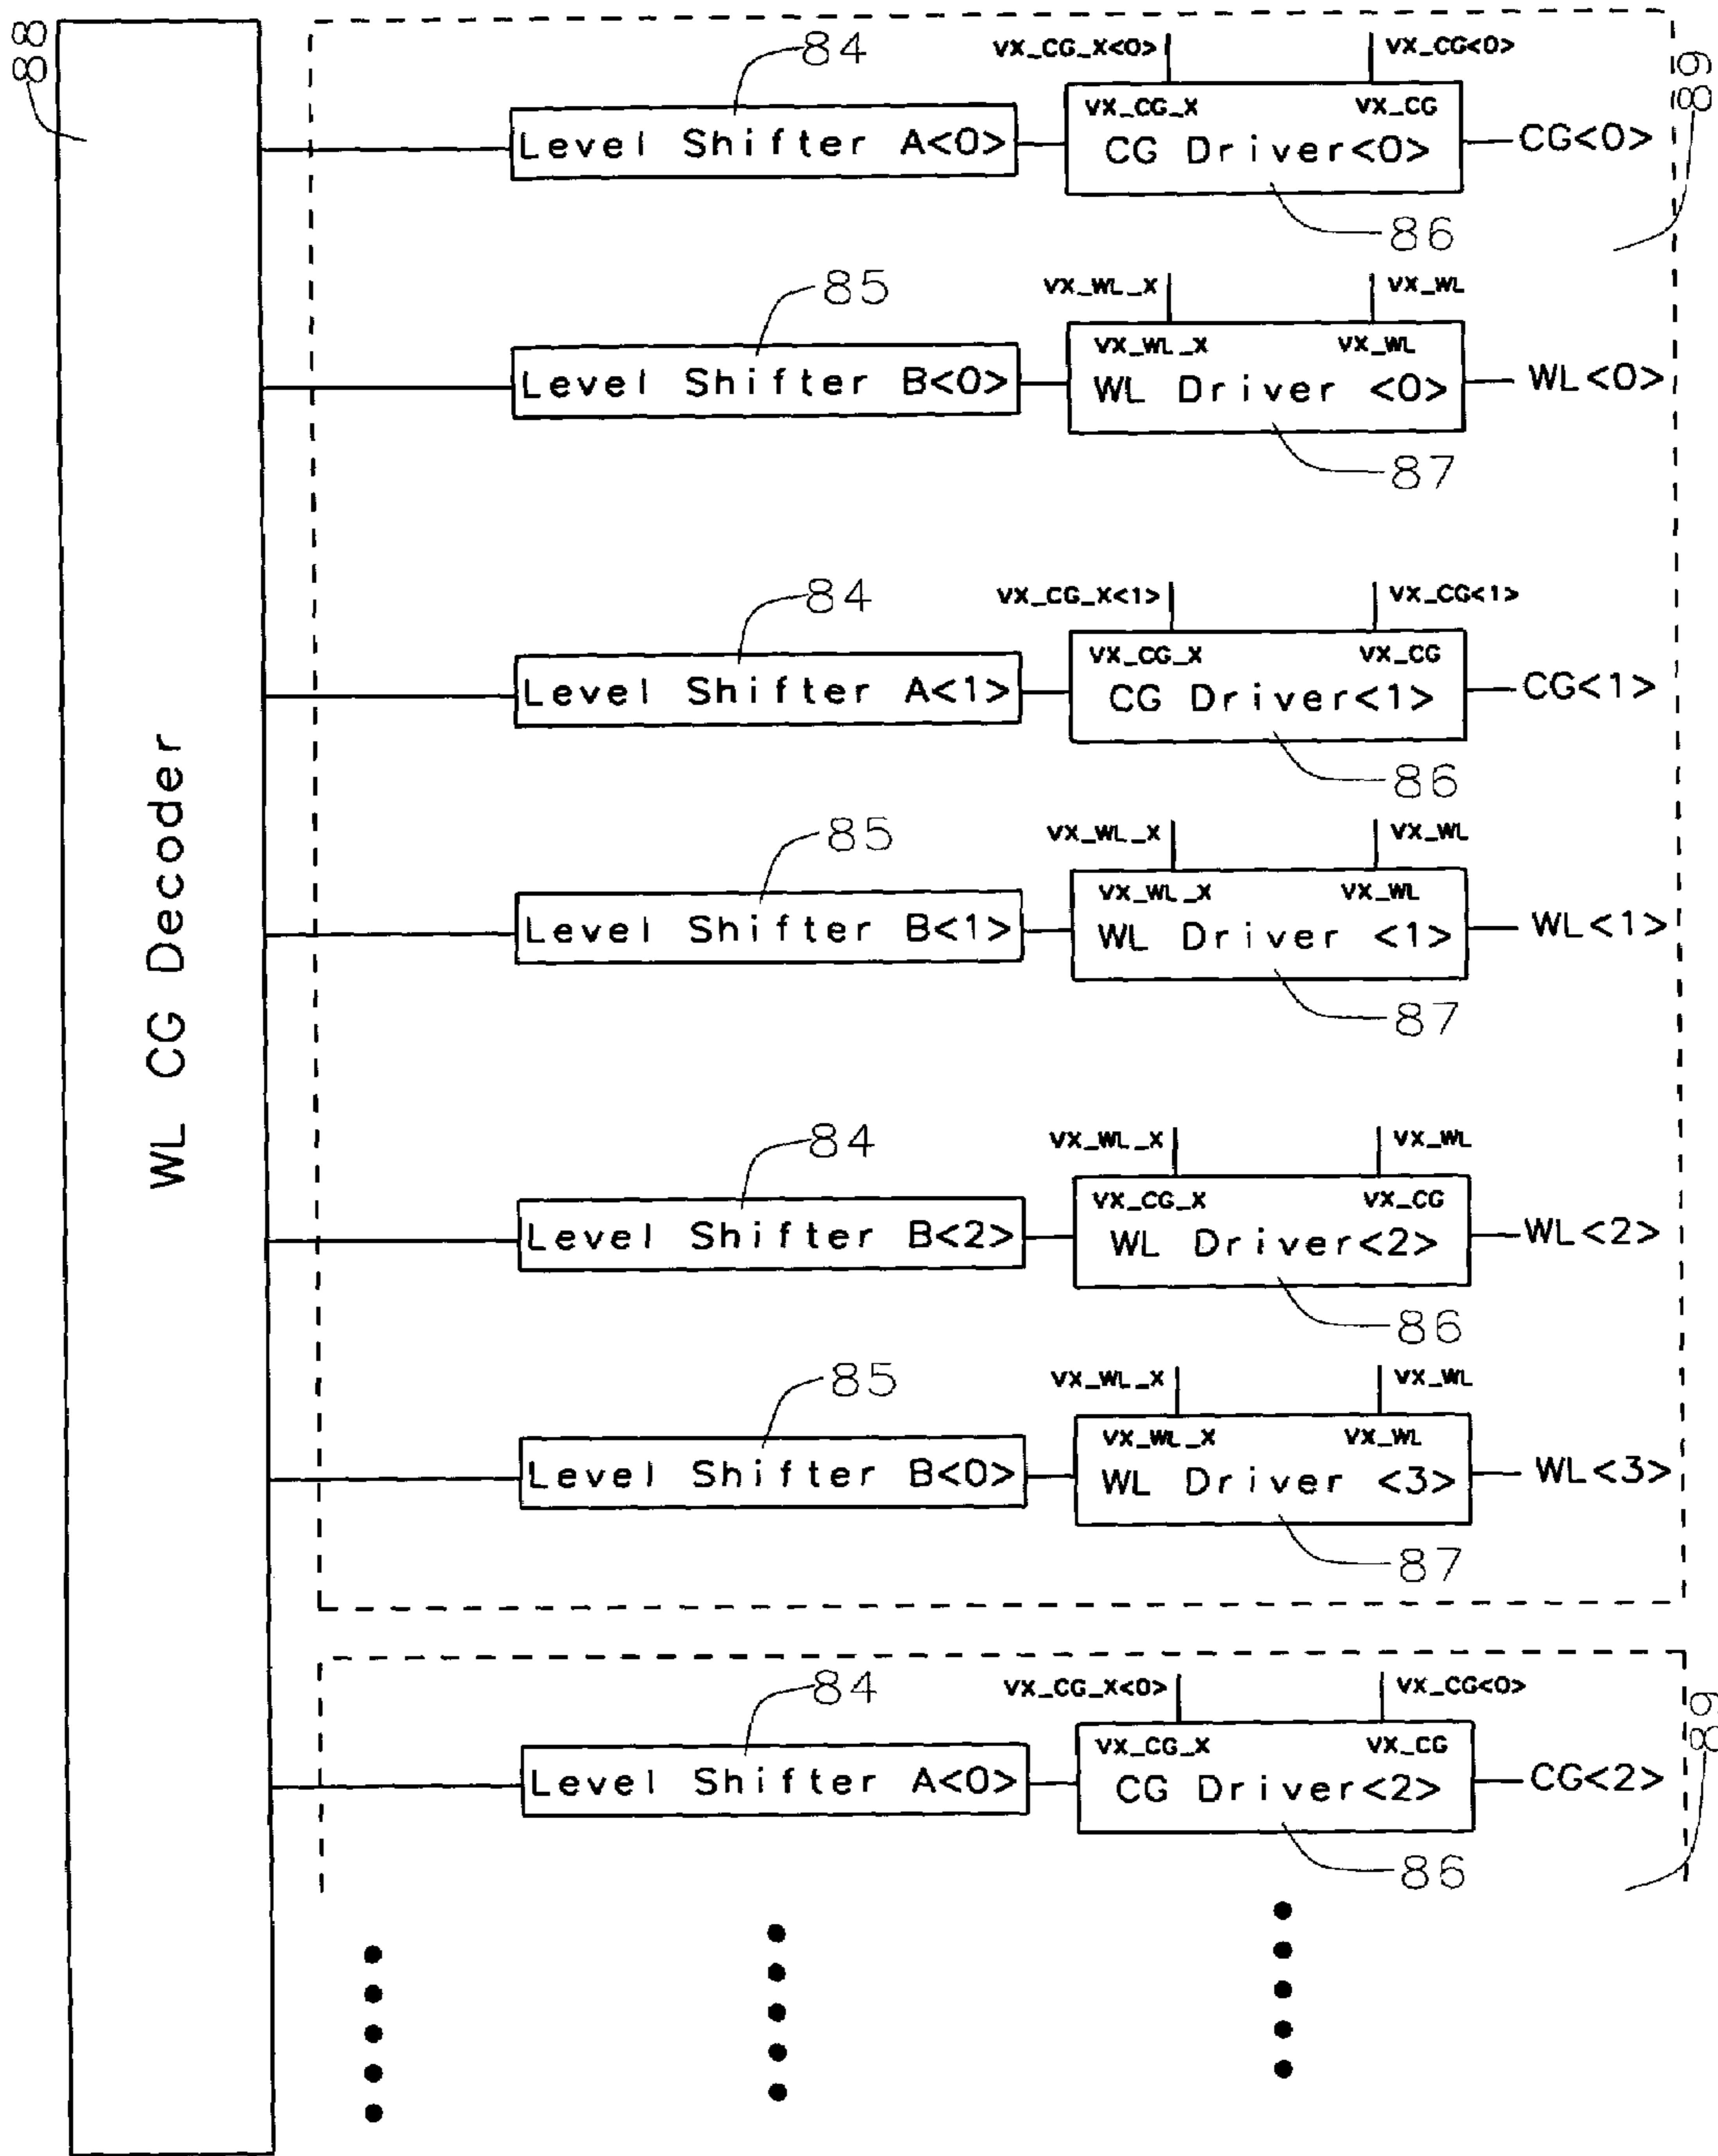 88
WL CG Decoder
84
VX_CG_X<0>
VX_CG<0>
89
Level Shifter A<0>
VX_CG_X
VX_CG
CG Driver<0>
CG<0>
86
85
VX_WL_X
VX_WL
Level Shifter B<0>
VX_WL_X
VX_WL
WL Driver <0>
WL<0>
87
84
VX_CG_X<1>
VX_CG<1>
Level Shifter A<1>
VX_CG_X
VX_CG
CG Driver<1>
CG<1>
86
85
VX_WL_X
VX_WL
Level Shifter B<1>
VX_WL_X
VX_WL
WL Driver <1>
WL<1>
87
84
VX_WL_X
VX_WL
Level Shifter B<2>
VX_CG_X
VX_CG
WL Driver<2>
WL<2>
86
85
VX_WL_X
VX_WL
Level Shifter B<0>
VX_WL_X
VX_WL
WL Driver <3>
WL<3>
87
84
VX_CG_X<0>
VX_CG<0>
89
Level Shifter A<0>
VX_CG_X
VX_CG
CG Driver<2>
CG<2>
86